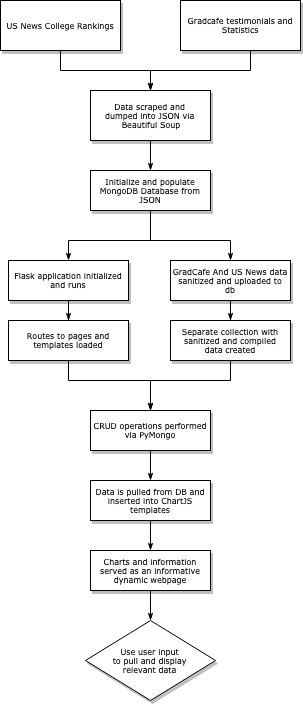 US News College Rankings
Gradcafe testimonials and
Statistics
Data scraped and
dumped into JSON via
Beautiful Soup
Initialize and populate
MongoDB Database from
JSON
Flask application initialized
and runs
GradCafe And US News data
sanitized and uploaded to
db
Routes to pages and
templates loaded
Separate collection with
sanitized and compiled
data created
CRUD operations performed
via PyMongo
Data is pulled from DB and
inserted into ChartJS
templates
Charts and information
served as an informative
dynamic webpage
Use user input
to pull and display
relevant data